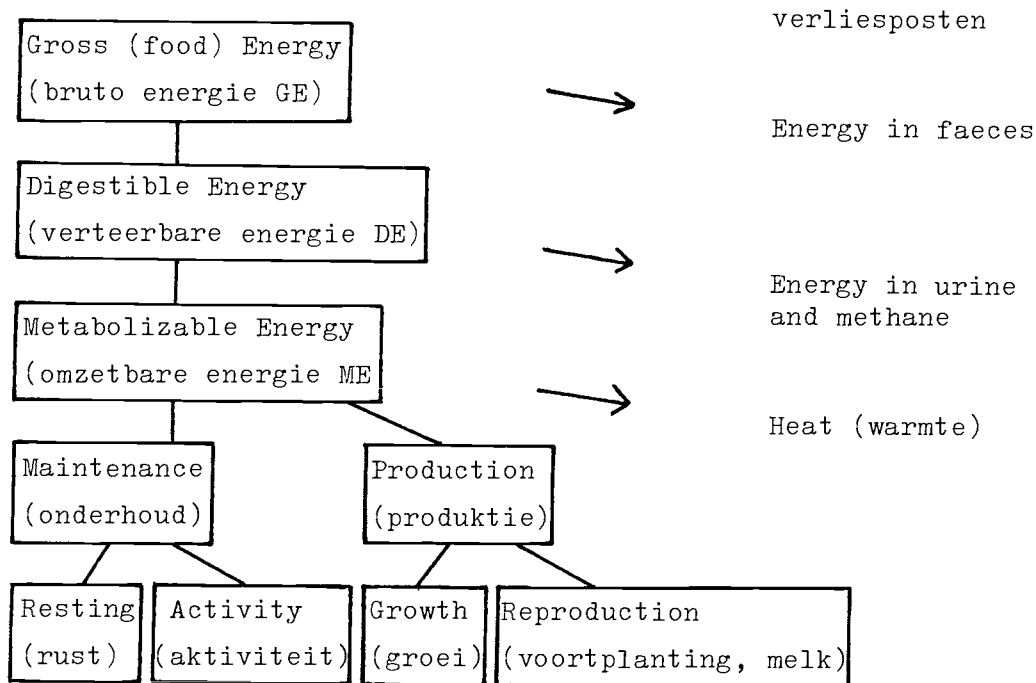 verliesposten
Gross (food) Energy
(bruto energie GE)
Energy in faeces
Digestible Energy
(verteerbare energie DE)
Energy in urine
and methane
Metabolizable Energy
(omzetbare energie ME
Heat (warmte)
Maintenance
(onderhoud)
Production
(produktie)
Resting
(rust)
Activity
(aktiviteit)
Growth
(groei)
Reproduction
(voortplanting, melk)